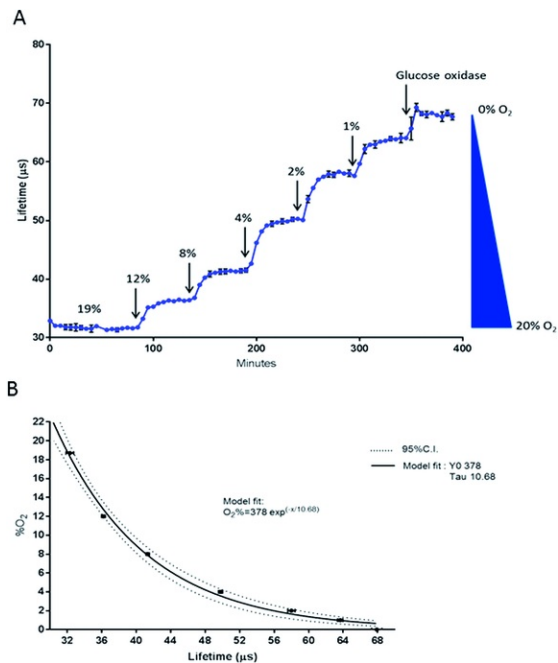 A
Glucose oxidase
0% O2
1%
2%
4%
8%
12%
19%
20% O2
Lifetime (µs)
70
60
50
40
30
0
100
200
300
400
Minutes
B
22
20
18
16
14
12
10
8
6
4
2
0
%O2
95%C.I.
Model fit : Y0 378
Tau 10.68
Model fit:
O2%=378 exp(-x/10.68)
32
36
40
44
48
52
56
60
64
68
Lifetime (µs)